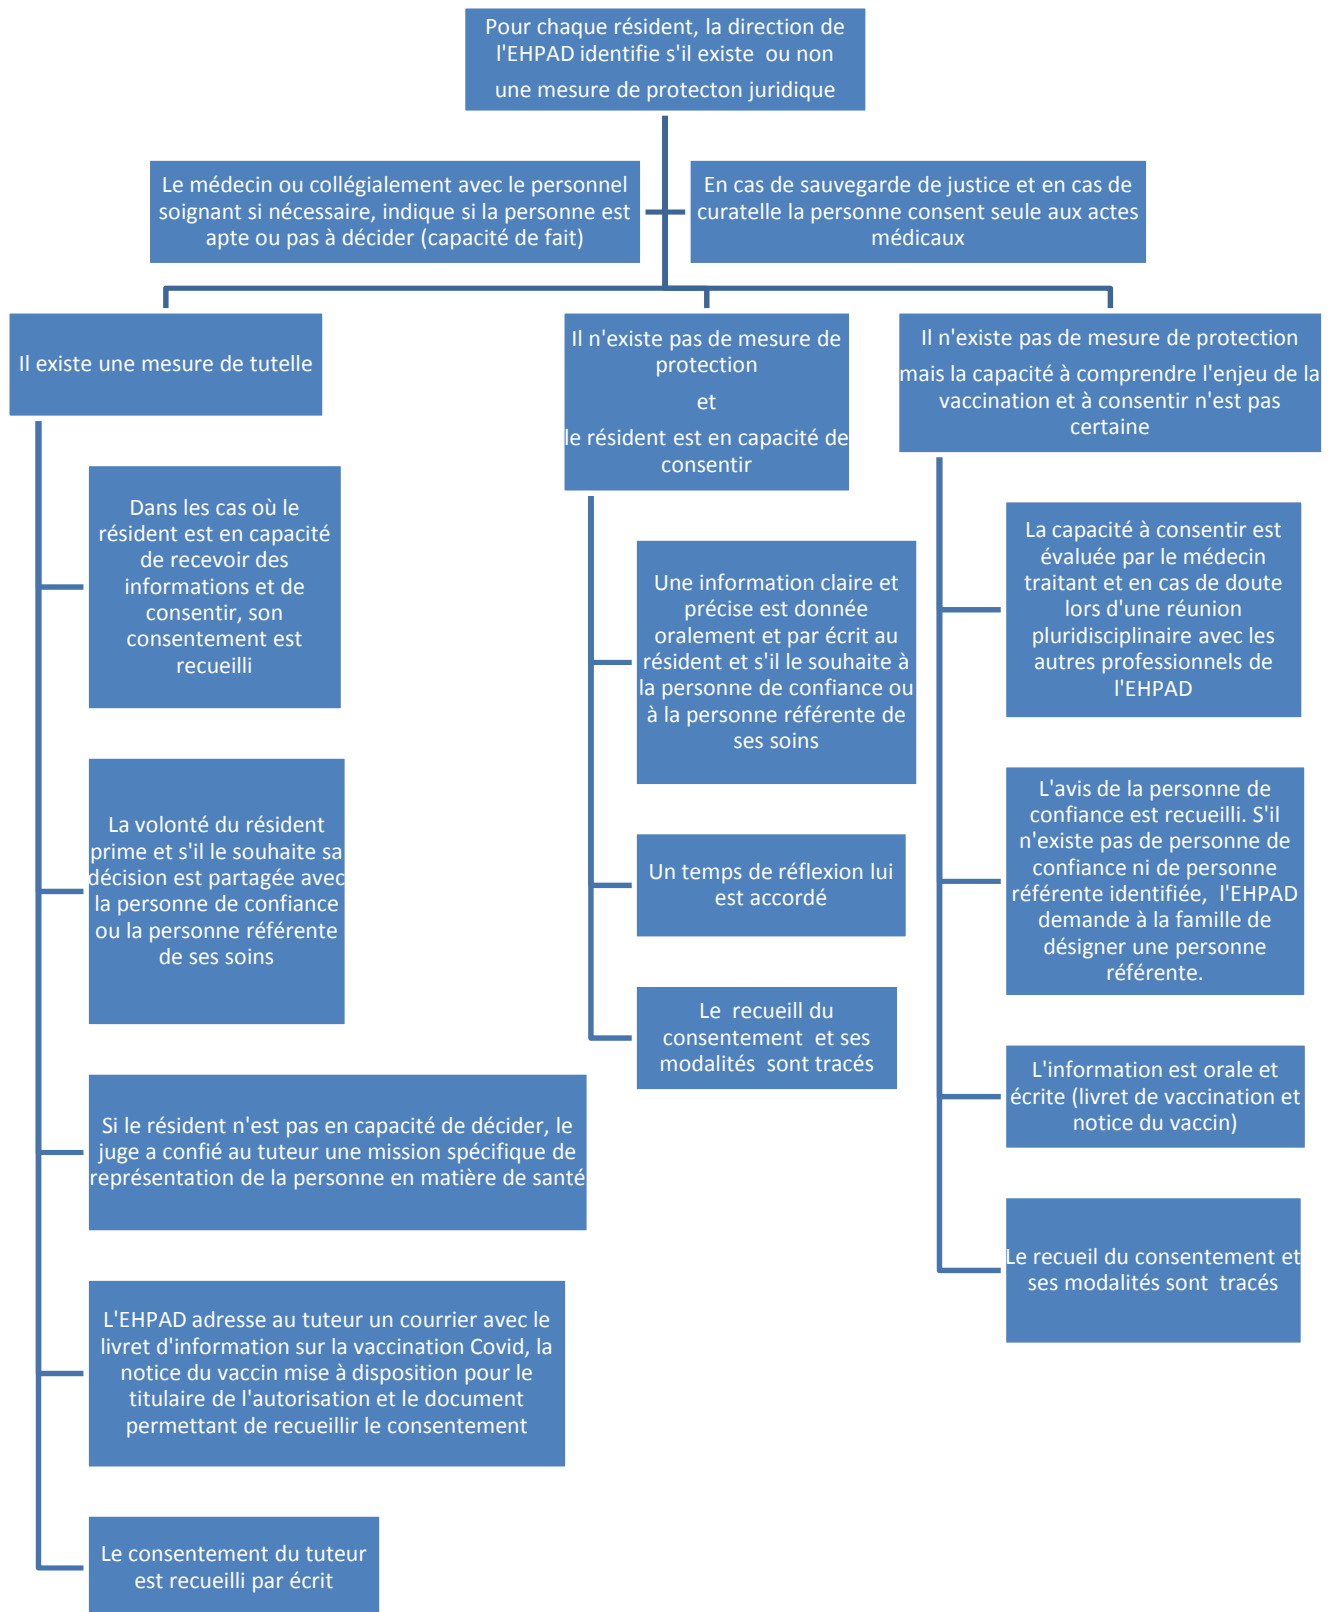 Pour chaque résident, la direction de
l'EHPAD identifie s'il existe ou non
une mesure de protecton juridique
Le médecin ou collégialement avec le personnel
soignant si nécessaire, indique si la personne est
apte ou pas à décider (capacité de fait)
En cas de sauvegarde de justice et en cas de
curatelle la personne consent seule aux actes
médicaux
Il existe une mesure de tutelle
Dans les cas où le
résident est en capacité
de recevoir des
informations et de
consentir, son
consentement est
recueilli
La volonté du résident
prime et s'il le souhaite sa
décision est partagée avec
la personne de confiance
ou la personne référente
de ses soins
Si le résident n'est pas en capacité de décider, le
juge a confié au tuteur une mission spécifique de
représentation de la personne en matière de santé
L'EHPAD adresse au tuteur un courrier avec le
livret d'information sur la vaccination Covid, la
notice du vaccin mise à disposition pour le
titulaire de l'autorisation et le document
permettant de recueillir le consentement
Le consentement du tuteur
est recueilli par écrit
Il n'existe pas de mesure de
protection
et
le résident est en capacité de
consentir
Une information claire et
précise est donnée
oralement et par écrit au
résident et s'il le souhaite à
la personne de confiance ou
à la personne référente de
ses soins
Un temps de réflexion lui
est accordé
Le recueill du
consentement et ses
modalités sont tracés
Il n'existe pas de mesure de protection
mais la capacité à comprendre l'enjeu de la
vaccination et à consentir n'est pas
certaine
La capacité à consentir est
évaluée par le médecin
traitant et en cas de doute
lors d'une réunion
pluridisciplinaire avec les
autres professionnels de
l'EHPAD
L'avis de la personne de
confiance est recueilli. S'il
n'existe pas de personne de
confiance ni de personne
référente identifiée, l'EHPAD
demande à la famille de
désigner une personne
référente.
L'information est orale et
écrite (livret de vaccination et
notice du vaccin)
Le recueil du consentement et
ses modalités sont tracés